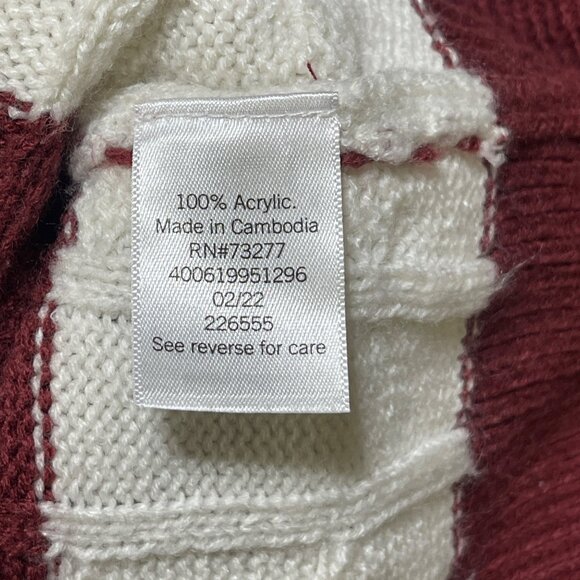 100% Acrylic.
Made in Cambodia
RN#73277
400619951296
02/22
226555
See reverse for care